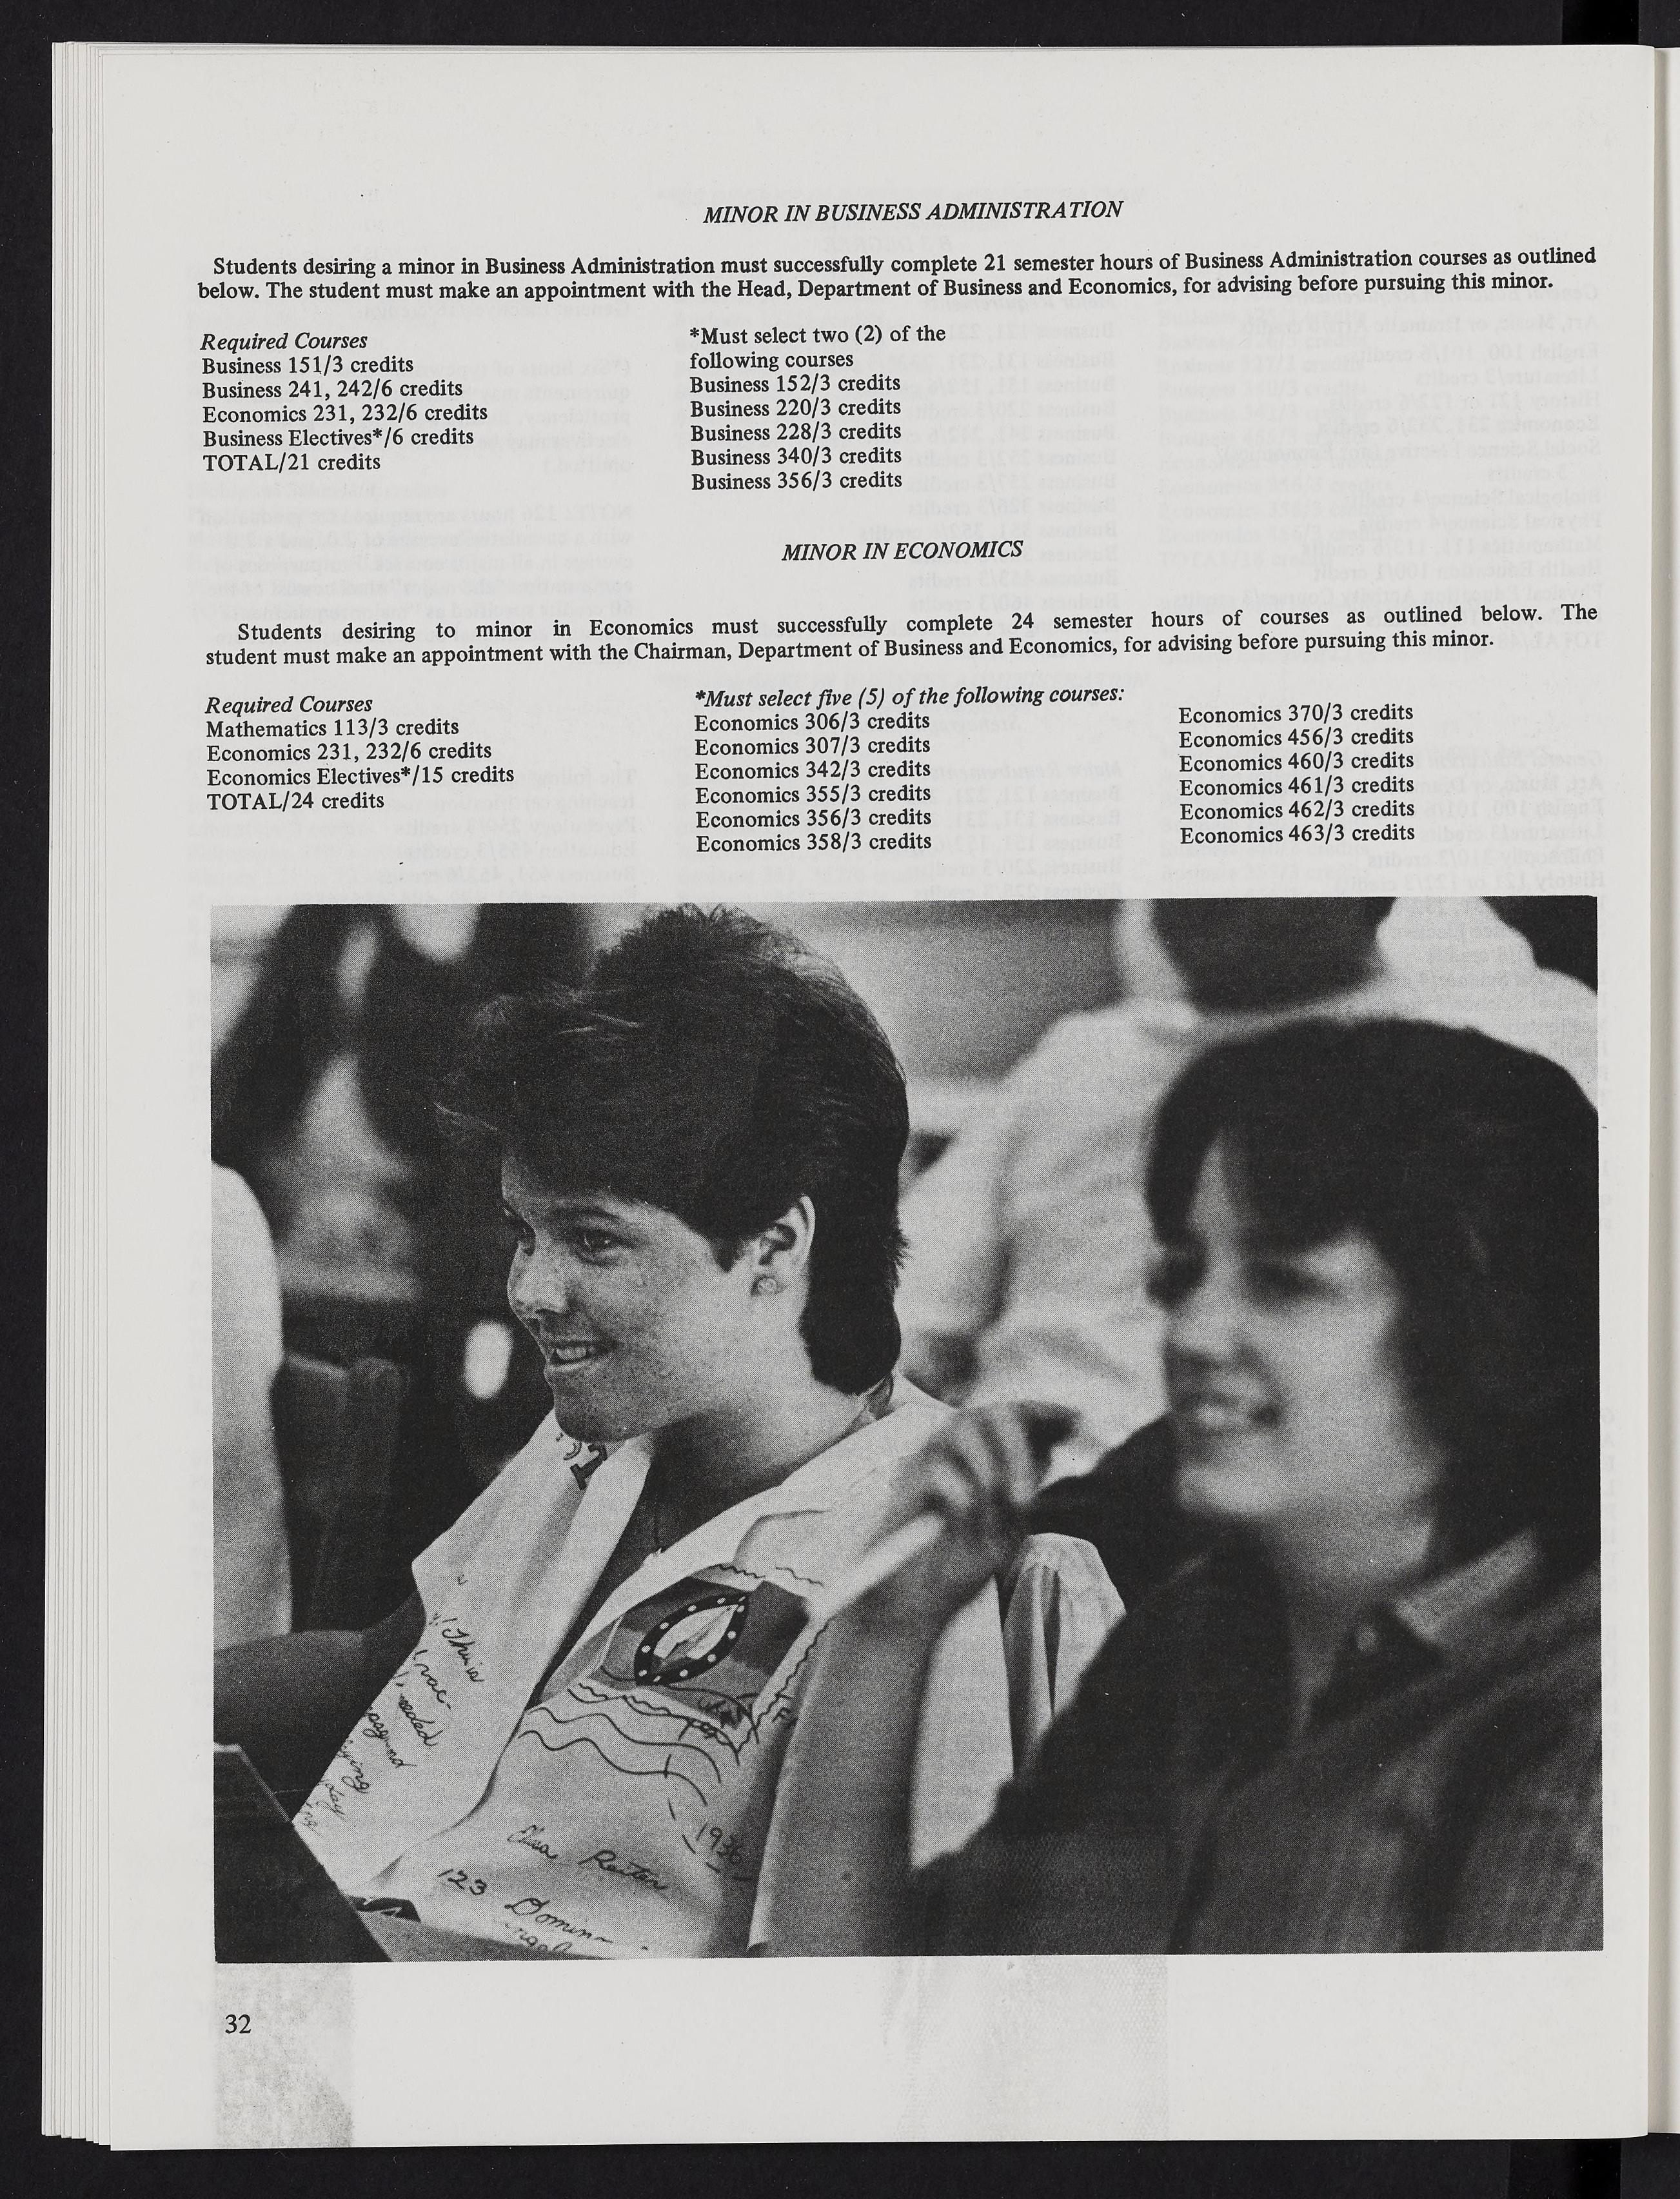 MINOR IN BUSINESS ADMINISTRATION
Students desiring a minor in Business Administration must successfully complete 21 semester hours of Business Administration courses as outlined
below. The student must make an appointment with the Head, Department of Business and Economics, for advising before pursuing this minor.
Required Courses
Business 151/3 credits
Business 241, 242/6 credits
Economics 231, 232/6 credits
Business Electives*/6 credits
TOTAL/21 credits
*Must select two (2) of the
following courses
Business 152/3 credits
Business 220/3 credits
Business 228/3 credits
Business 340/3 credits
Business 356/3 credits
MINOR IN ECONOMICS
Students desiring to minor in Economics must successfully complete 24 semester hours of courses as outlined below. The
student must make an appointment with the Chairman, Department of Business and Economics, for advising before pursuing this minor.
Required Courses
Mathematics 113/3 credits
Economics 231, 232/6 credits
Economics Electives*/15 credits
TOTAL/24 credits
*Must select five (5) of the following courses:
Economics 306/3 credits
Economics 307/3 credits
Economics 342/3 credits
Economics 355/3 credits
Economics 356/3 credits
Economics 358/3 credits
Economics 370/3 credits
Economics 456/3 credits
Economics 460/3 credits
Economics 461/3 credits
Economics 462/3 credits
Economics 463/3 credits
123
32